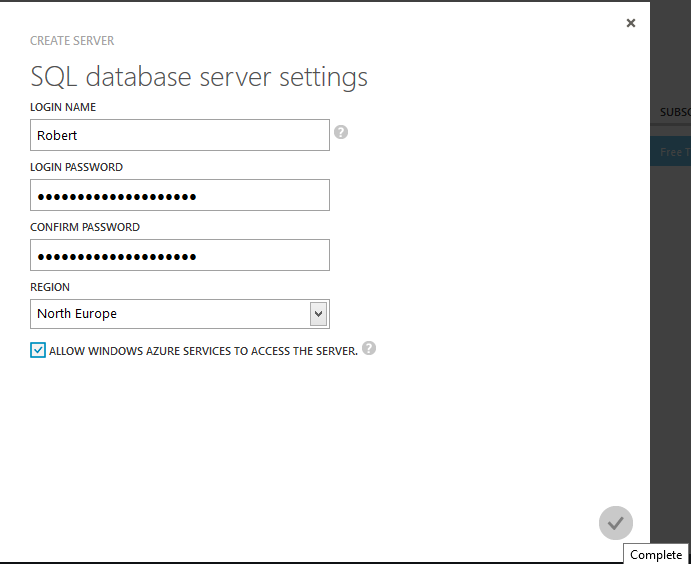 CREATE SERVER
SQL database server settings
LOGIN NAME
Robert
?
LOGIN PASSWORD
●●●●●●●●●●●●●●●●●●●●
CONFIRM PASSWORD
●●●●●●●●●●●●●●●●●●●●
REGION
North Europe
ALLOW WINDOWS AZURE SERVICES TO ACCESS THE SERVER. ?
SUBSC
Free T
Complete